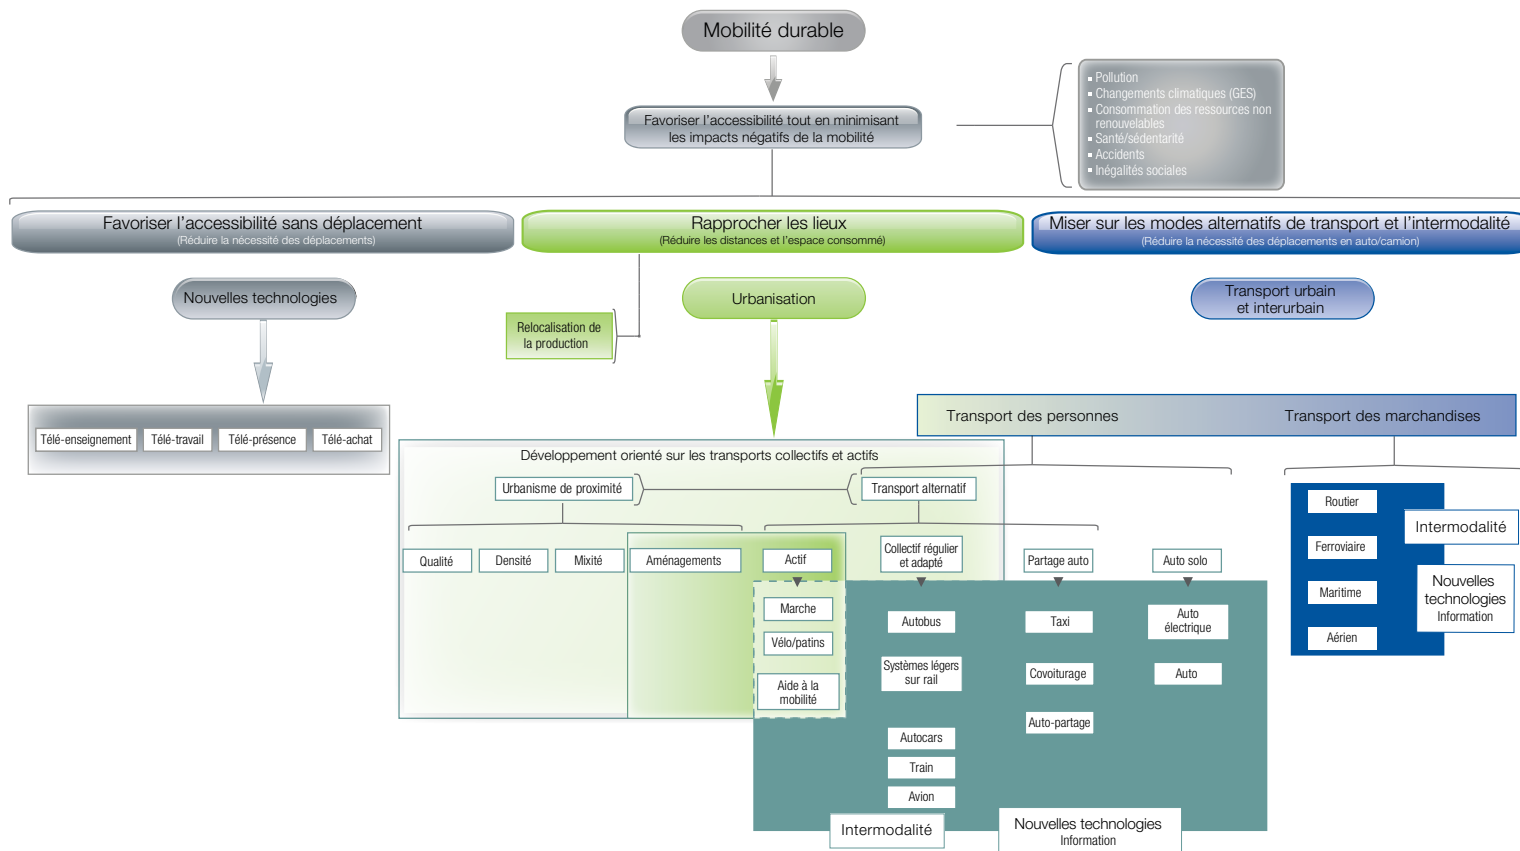 Mobilité durable
Favoriser l'accessibilité tout en minimisant
les impacts négatifs de la mobilité
▪ Pollution
▪ Changements climatiques (GES)
▪ Consommation des ressources non
renouvelables
▪ Santé/sédentarité
▪ Accidents
▪ Inégalités sociales
Favoriser l'accessibilité sans déplacement
(Réduire la nécessité des déplacements)
Rapprocher les lieux
(Réduire les distances et l'espace consommé)
Miser sur les modes alternatifs de transport et l'intermodalité
(Réduire la nécessité des déplacements en auto/camion)
Nouvelles technologies
Urbanisation
Transport urbain
et interurbain
Relocalisation de
la production
Télé-enseignement
Télé-travail
Télé-présence
Télé-achat
Transport des personnes
Transport des marchandises
Développement orienté sur les transports collectifs et actifs
Urbanisme de proximité
Transport alternatif
Qualité
Densité
Mixité
Aménagements
Actif
Collectif régulier
et adapté
Partage auto
Auto solo
Marche
Vélo/patins
Aide à la
mobilité
Autobus
Systèmes légers
sur rail
Autocars
Train
Avion
Taxi
Covoiturage
Auto-partage
Auto
électrique
Auto
Intermodalité
Nouvelles technologies
Information
Routier
Ferroviaire
Maritime
Aérien
Intermodalité
Nouvelles
technologies
Information